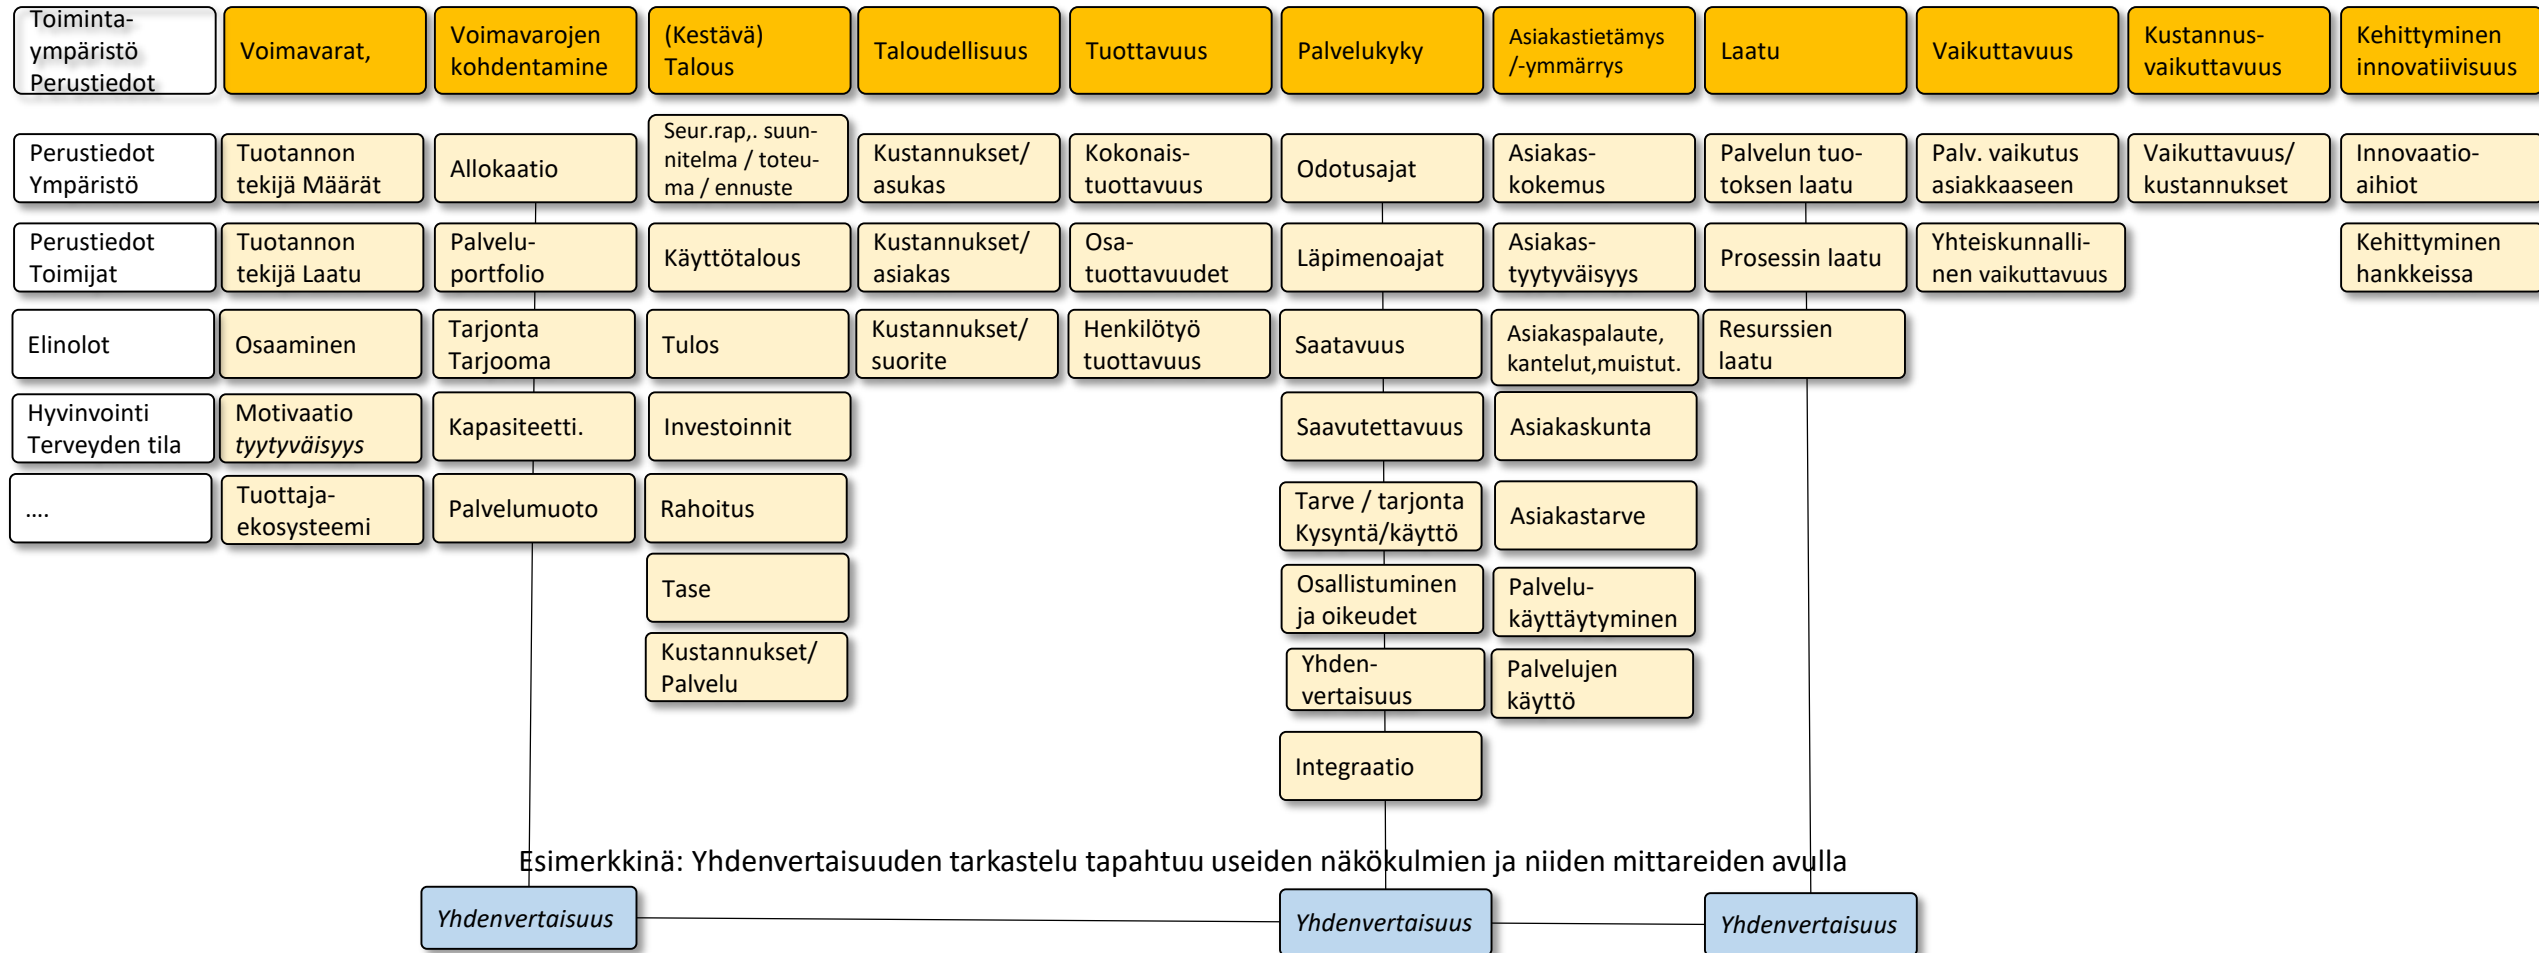 Toiminta-
ympäristö
Perustiedot
Voimavarat,
Voimavarojen
kohdentamine
(Kestävä)
Talous
Taloudellisuus
Tuottavuus
Palvelukyky
Asiakastietämys
/-ymmärrys
Laatu
Vaikuttavuus
Kustannus-
vaikuttavuus
Kehittyminen
innovatiivisuus
Perustiedot
Ympäristö
Tuotannon
tekijä Määrät
Allokaatio
Seur.rap,. suun-
nitelma / toteu-
ma / ennuste
Kustannukset/
asukas
Kokonais-
tuottavuus
Odotusajat
Asiakas-
kokemus
Palvelun tuo-
toksen laatu
Palv. vaikutus
asiakkaaseen
Vaikuttavuus/
kustannukset
Innovaatio-
aihiot
Perustiedot
Toimijat
Tuotannon
tekijä Laatu
Palvelu-
portfolio
Käyttötalous
Kustannukset/
asiakas
Osa-
tuottavuudet
Läpimenoajat
Asiakas-
tyytyväisyys
Prosessin laatu
Yhteiskunnalli-
nen vaikuttavuus
Kehittyminen
hankkeissa
Elinolot
Osaaminen
Tarjonta
Tarjooma
Tulos
Kustannukset/
suorite
Henkilötyö
tuottavuus
Saatavuus
Asiakaspalaute,
kantelut,muistut.
Resurssien
laatu
Hyvinvointi
Terveyden tila
Motivaatio
tyytyväisyys
Kapasiteetti.
Investoinnit
Saavutettavuus
Asiakaskunta
....
Tuottaja-
ekosysteemi
Palvelumuoto
Rahoitus
Tarve / tarjonta
Kysyntä/käyttö
Asiakastarve
Tase
Osallistuminen
ja oikeudet
Palvelu-
käyttäytyminen
Kustannukset/
Palvelu
Yhden-
vertaisuus
Palvelujen
käyttö
Integraatio
Esimerkkinä: Yhdenvertaisuuden tarkastelu tapahtuu useiden näkökulmien ja niiden mittareiden avulla
Yhdenvertaisuus
Yhdenvertaisuus
Yhdenvertaisuus